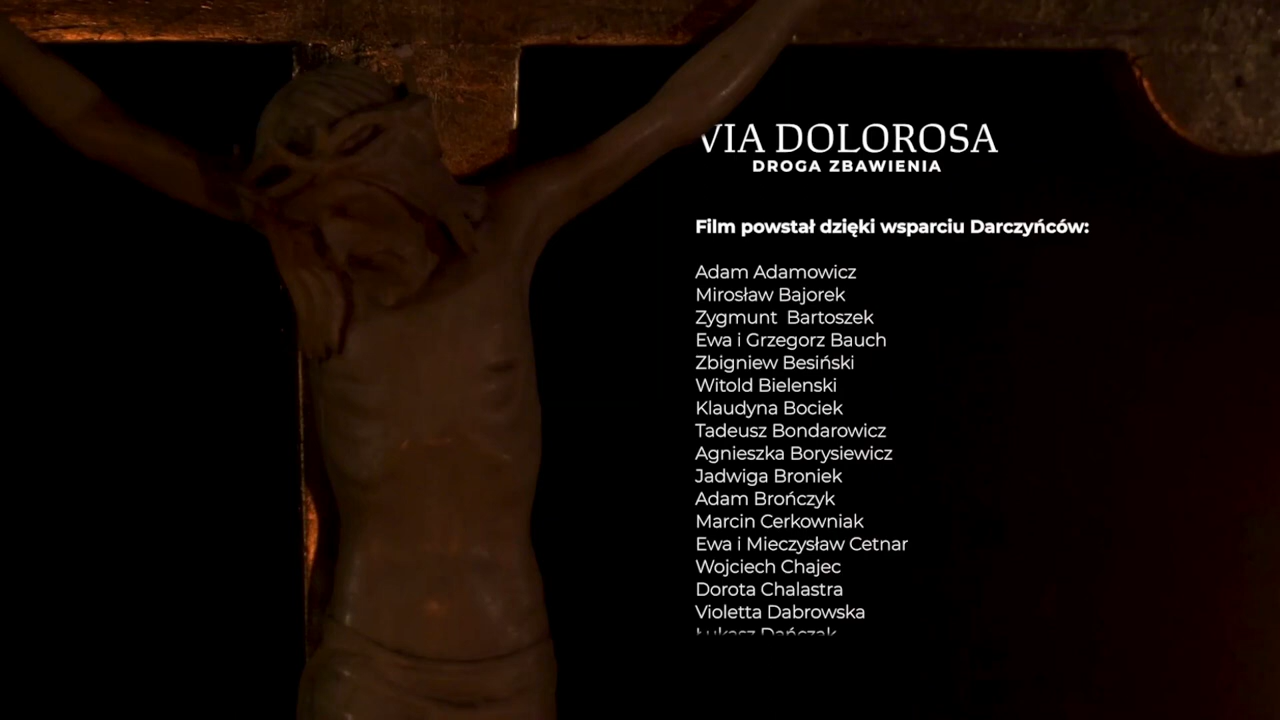 VIA DOLOROSA
DROGA ZBAWIENIA
Film powstał dzięki wsparciu Darczyńców:
Adam Adamowicz
Mirosław Bajorek
Zygmunt Bartoszek
Ewa i Grzegorz Bauch
Zbigniew Besiński
Witold Bielenski
Klaudyna Bociek
Tadeusz Bondarowicz
Agnieszka Borysiewicz
Jadwiga Broniek
Adam Brończyk
Marcin Cerkowniak
Ewa i Mieczysław Cetnar
Wojciech Chajec
Dorota Chalastra
Violetta Dabrowska
Łukasz Dańczak